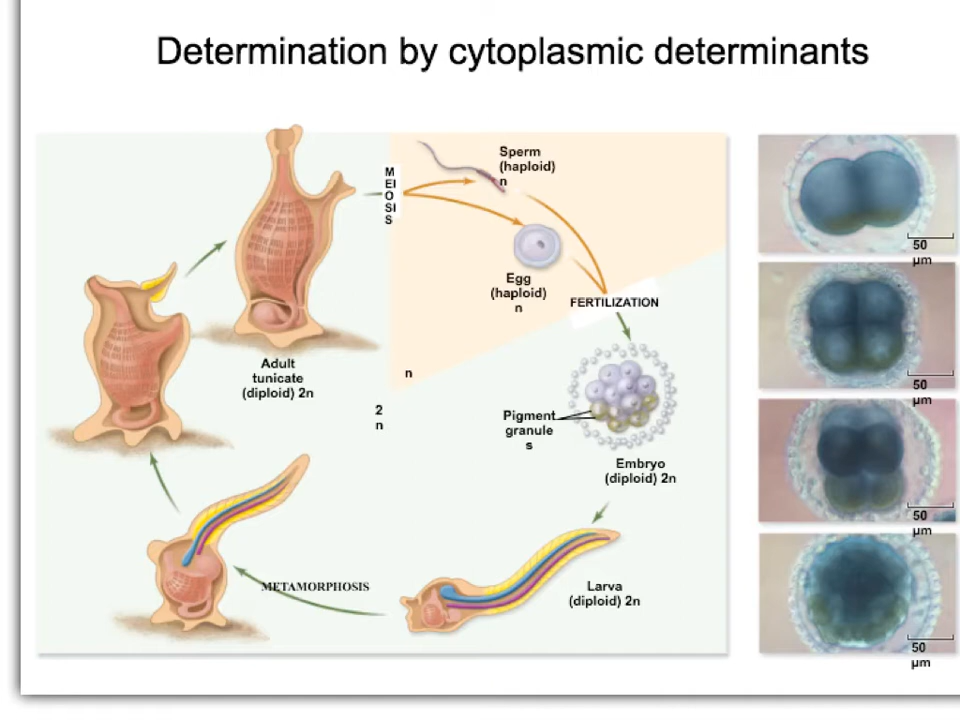 Determination by cytoplasmic determinants
M
EI
O
SI
S
Sperm
(haploid)
n
Egg
(haploid)
n
FERTILIZATION
Adult
tunicate
(diploid) 2n
n
2
n
Pigment
granule
s
Embryo
(diploid) 2n
METAMORPHOSIS
Larva
(diploid) 2n
50
µm
50
µm
50
µm
50
µm